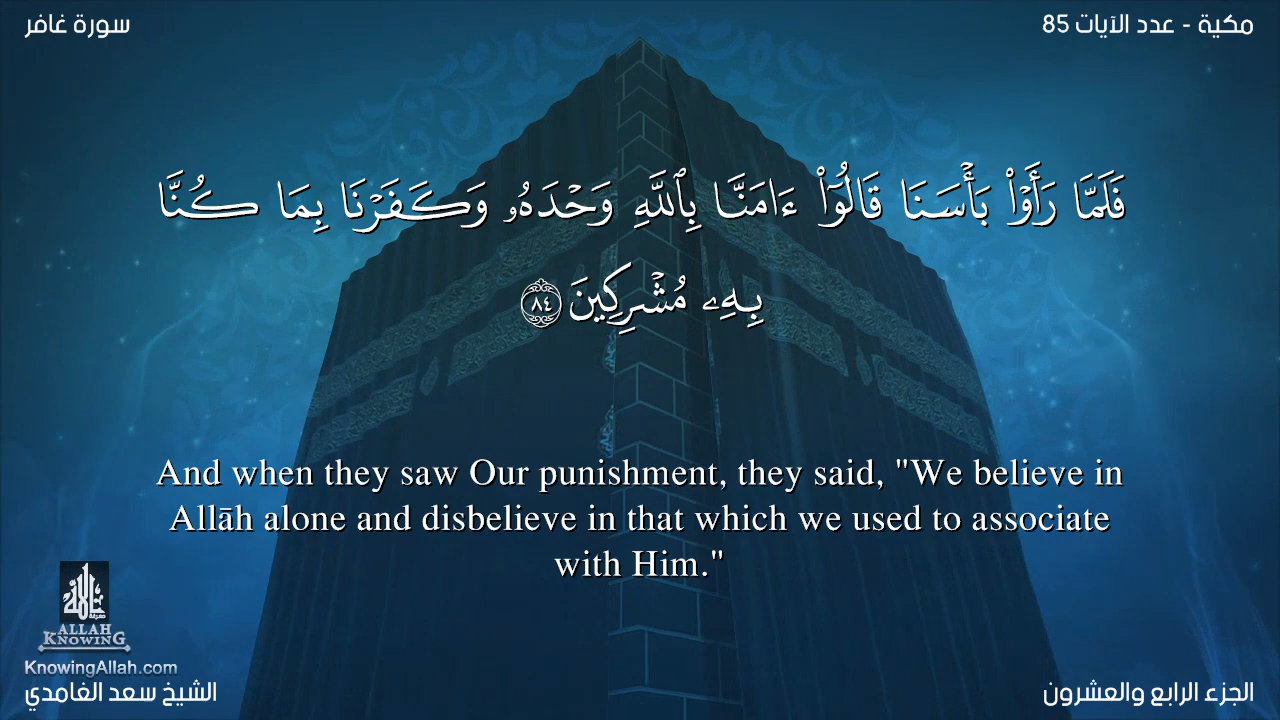 سورة غافر
مكية - عدد الآيات 85
فَلَمَّا رَأَوْا۟ بَأْسَنَا قَالُوٓا۟ ءَامَنَّا بِٱللَّهِ وَحْدَهُۥ وَكَفَرْنَا بِمَا كُنَّا
بِهِۦ مُشْرِكِينَ ٨٤
And when they saw Our punishment, they said, "We believe in
Allāh alone and disbelieve in that which we used to associate
with Him."
معرفة الله
ALLAH
KNOWING
KnowingAllah.com
الشيخ سعد الغامدي
الجزء الرابع والعشرون